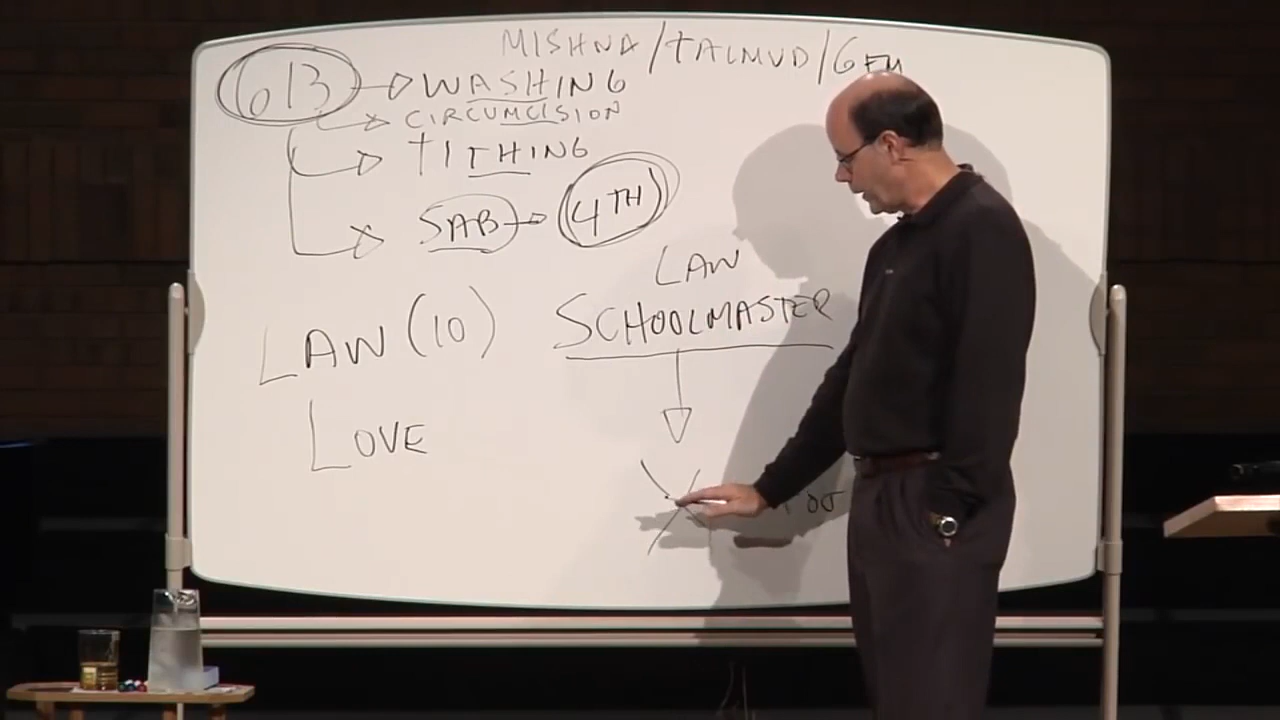 MISHNA/TALMUD/GEM
613 WASHING
CIRCUMCISION
TITHING
SAB 4TH
LAW
LAW (10) SCHOOLMASTER
LOVE
X